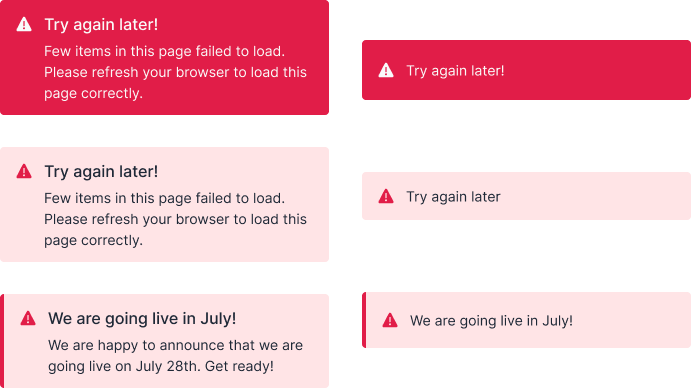 Try again later!
Few items in this page failed to load.
Please refresh your browser to load this
page correctly.
Try again later!
Try again later!
Few items in this page failed to load.
Please refresh your browser to load this
page correctly.
Try again later
We are going live in July!
We are happy to announce that we are
going live on July 28th. Get ready!
We are going live in July!